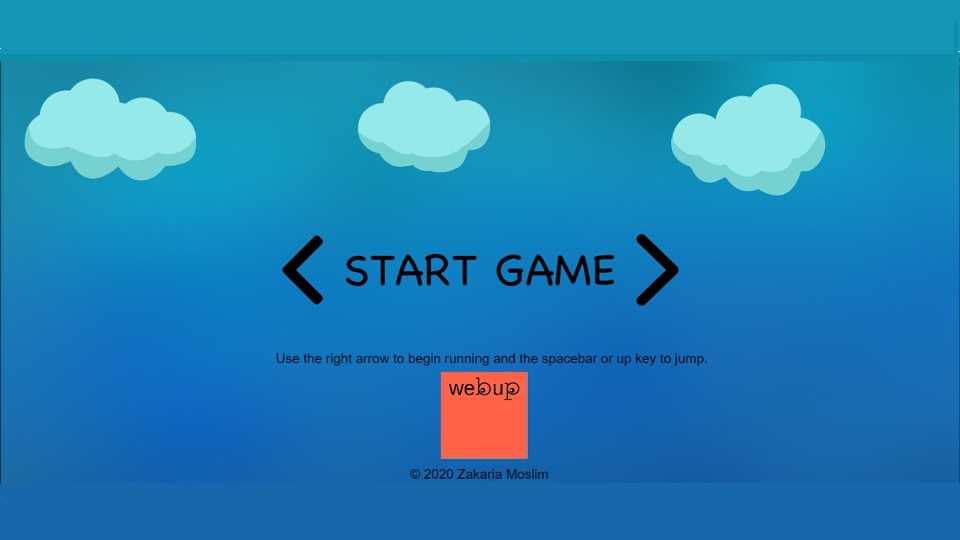 START GAME
Use the right arrow to begin running and the spacebar or up key to jump.
webup
© 2020 Zakaria Moslim